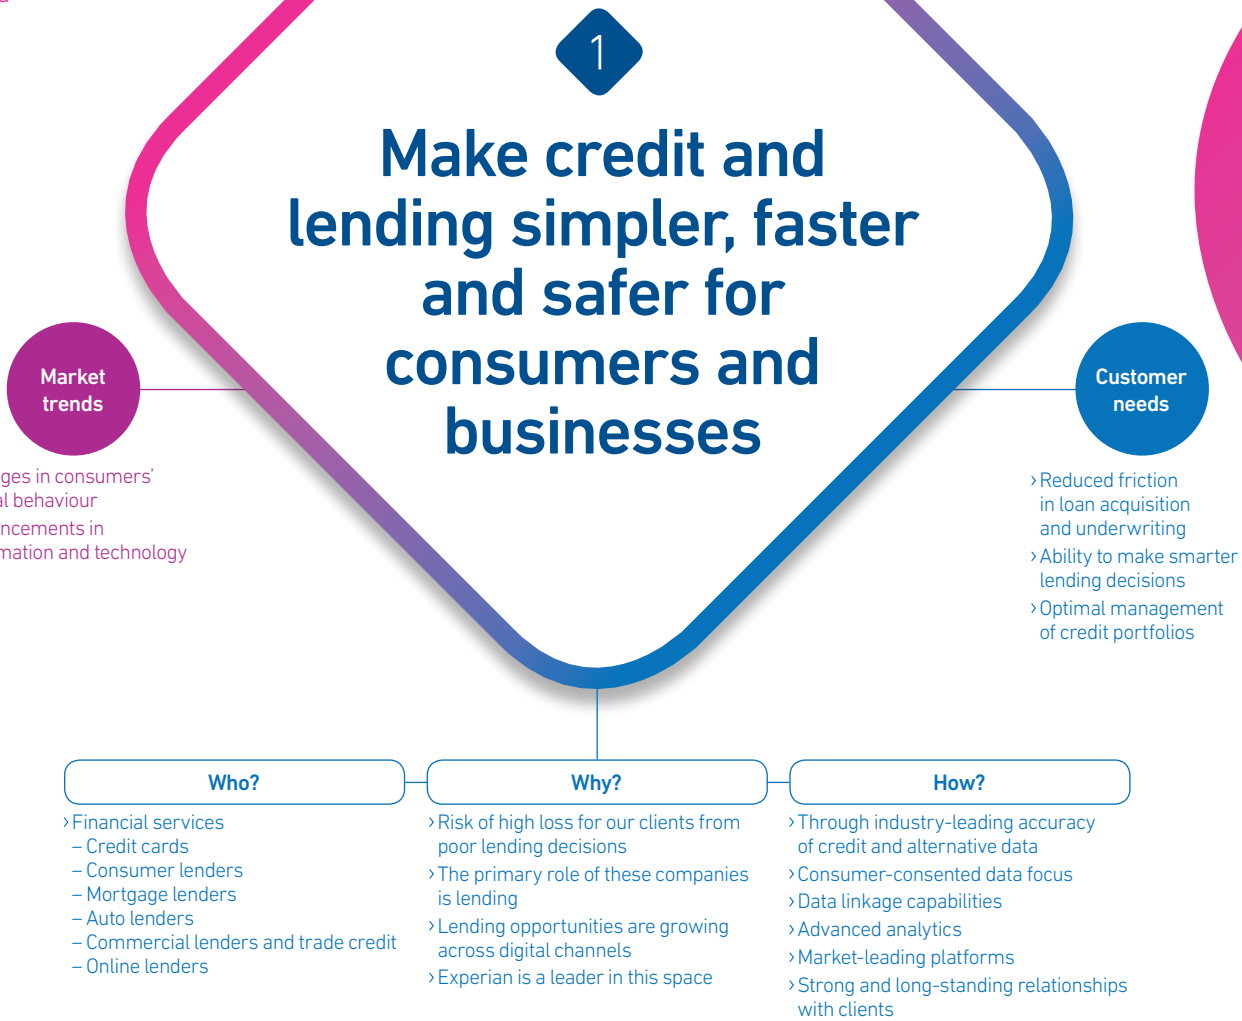 1
Make credit and
lending simpler, faster
and safer for
consumers and
businesses
Market
trends
in consumers’
behaviour
in
and technology
Customer
needs
› Reduced friction
in loan acquisition
and underwriting
› Ability to make smarter
lending decisions
› Optimal management
of credit portfolios
Who?
› Financial services
– Credit cards
– Consumer lenders
– Mortgage lenders
– Auto lenders
– Commercial lenders and trade credit
– Online lenders
Why?
› Risk of high loss for our clients from
poor lending decisions
› The primary role of these companies
is lending
› Lending opportunities are growing
across digital channels
› Experian is a leader in this space
How?
› Through industry-leading accuracy
of credit and alternative data
› Consumer-consented data focus
› Data linkage capabilities
› Advanced analytics
› Market-leading platforms
› Strong and long-standing relationships
with clients